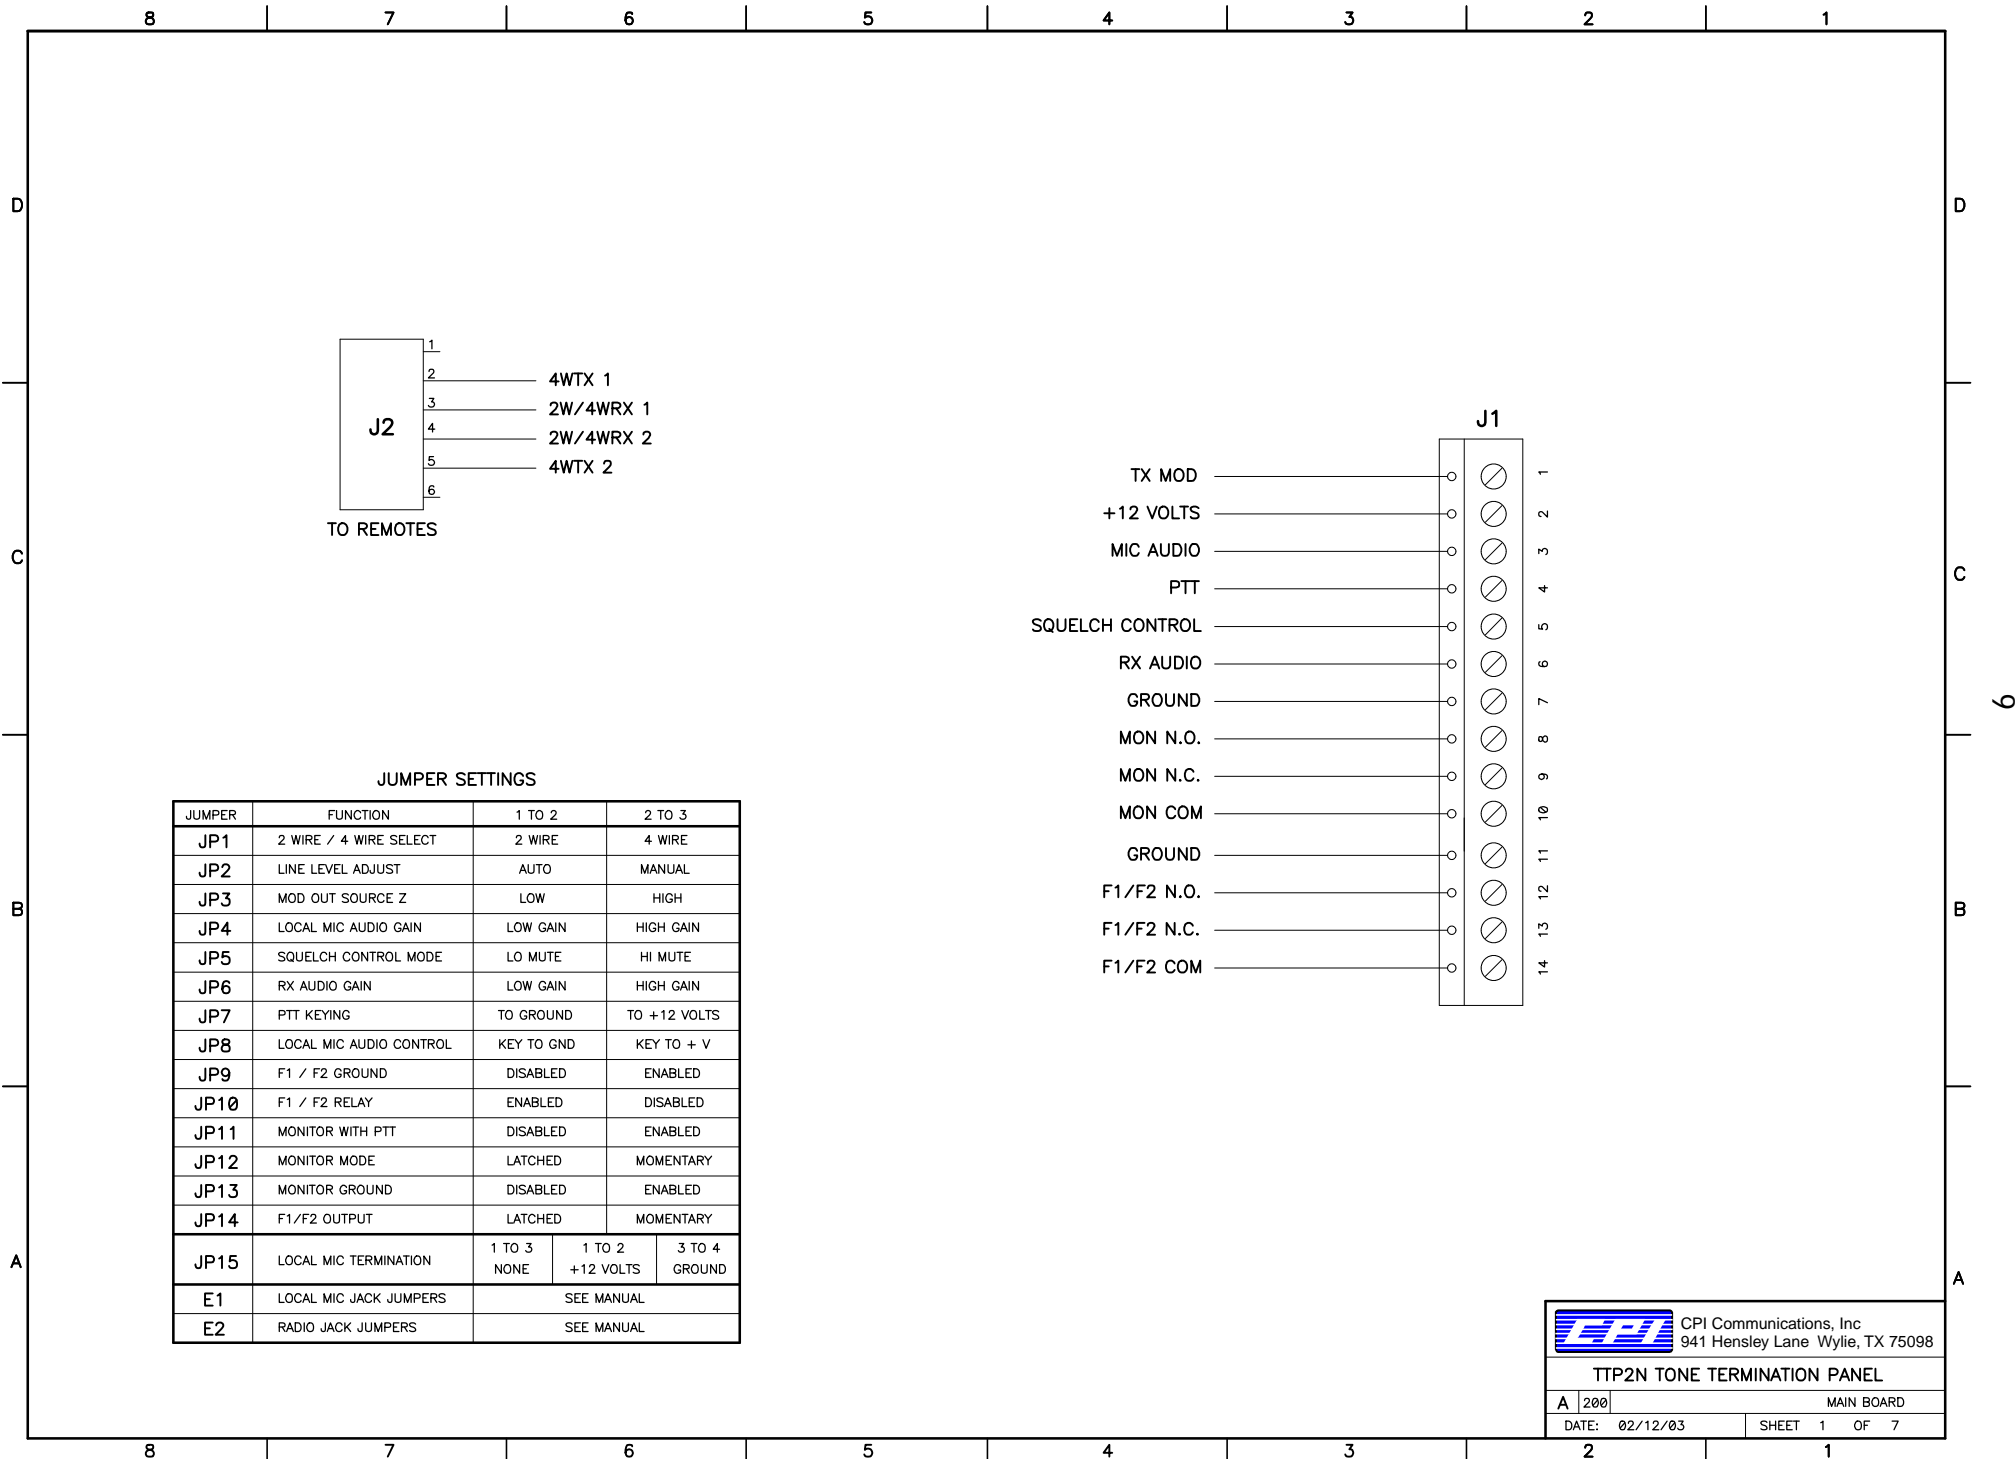 8 7 6 5 4 3 2 1
D D
J2
1
2 4WTX 1
3 2W/4WRX 1
4 2W/4WRX 2
5 4WTX 2
6
TO REMOTES
C C
J1
TX MOD 1
+12 VOLTS 2
MIC AUDIO 3
PTT 4
SQUELCH CONTROL 5
RX AUDIO 6
GROUND 7
MON N.O. 8
MON N.C. 9
MON COM 10
GROUND 11
F1/F2 N.O. 12
F1/F2 N.C. 13
F1/F2 COM 14
9
JUMPER SETTINGS
JUMPER FUNCTION 1 TO 2 2 TO 3
JP1 2 WIRE / 4 WIRE SELECT 2 WIRE 4 WIRE
JP2 LINE LEVEL ADJUST AUTO MANUAL
JP3 MOD OUT SOURCE Z LOW HIGH
JP4 LOCAL MIC AUDIO GAIN LOW GAIN HIGH GAIN
JP5 SQUELCH CONTROL MODE LO MUTE HI MUTE
JP6 RX AUDIO GAIN LOW GAIN HIGH GAIN
JP7 PTT KEYING TO GROUND TO +12 VOLTS
JP8 LOCAL MIC AUDIO CONTROL KEY TO GND KEY TO + V
JP9 F1 / F2 GROUND DISABLED ENABLED
JP10 F1 / F2 RELAY ENABLED DISABLED
JP11 MONITOR WITH PTT DISABLED ENABLED
JP12 MONITOR MODE LATCHED MOMENTARY
JP13 MONITOR GROUND DISABLED ENABLED
JP14 F1/F2 OUTPUT LATCHED MOMENTARY
JP15 LOCAL MIC TERMINATION 1 TO 3 1 TO 2 3 TO 4
NONE +12 VOLTS GROUND
E1 LOCAL MIC JACK JUMPERS SEE MANUAL
E2 RADIO JACK JUMPERS SEE MANUAL
B B
A A
CPI
CPI Communications, Inc
941 Hensley Lane Wylie, TX 75098
TTP2N TONE TERMINATION PANEL
A 200 MAIN BOARD
DATE: 02/12/03 SHEET 1 OF 7
8 7 6 5 4 3 2 1